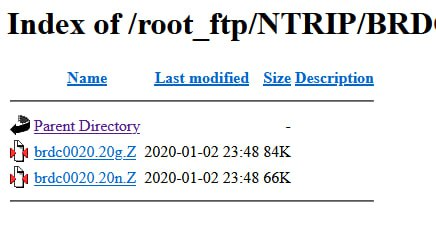 Index of /root_ftp/NTRIP/BRD
Name Last modified Size Description
Parent Directory -
brdc0020.20g.Z 2020-01-02 23:48 84K
brdc0020.20n.Z 2020-01-02 23:48 66K